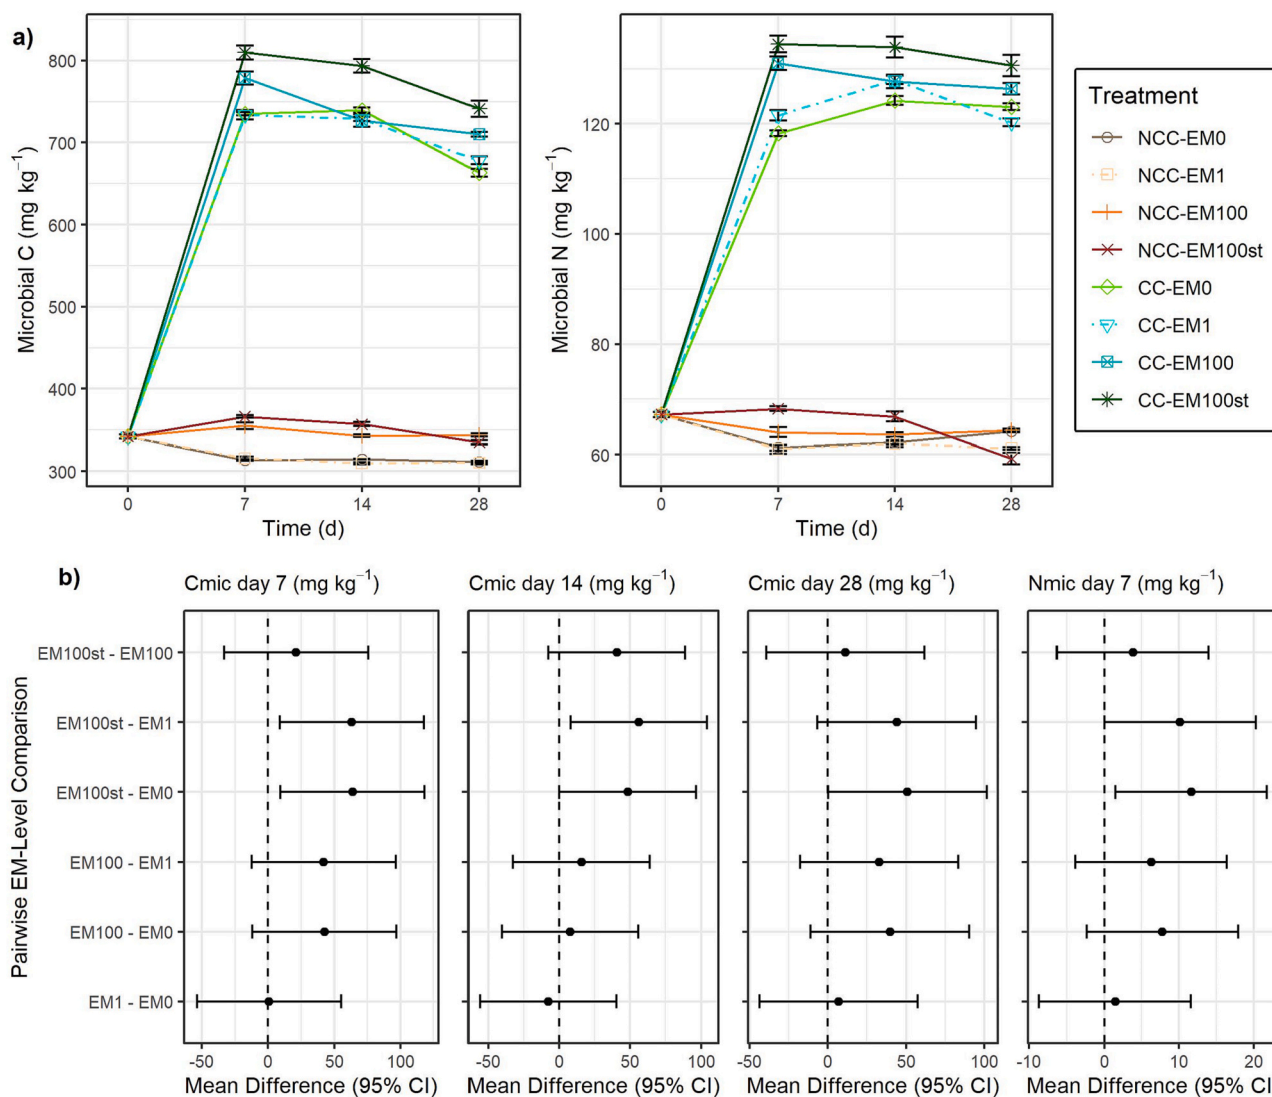 a)
Microbial C (mg kg⁻¹)
800
700
600
500
400
300
0 7 14 28
Time (d)
Microbial N (mg kg⁻¹)
120
100
80
60
0 7 14 28
Time (d)
Treatment
NCC-EM0
NCC-EM1
NCC-EM100
NCC-EM100st
CC-EM0
CC-EM1
CC-EM100
CC-EM100st
b)
Pairwise EM-Level Comparison
EM100st - EM100
EM100st - EM1
EM100st - EM0
EM100 - EM1
EM100 - EM0
EM1 - EM0
Cmic day 7 (mg kg⁻¹)
-50 0 50 100
Mean Difference (95% CI)
Cmic day 14 (mg kg⁻¹)
-50 0 50 100
Mean Difference (95% CI)
Cmic day 28 (mg kg⁻¹)
-50 0 50 100
Mean Difference (95% CI)
Nmic day 7 (mg kg⁻¹)
-10 0 10 20
Mean Difference (95% CI)